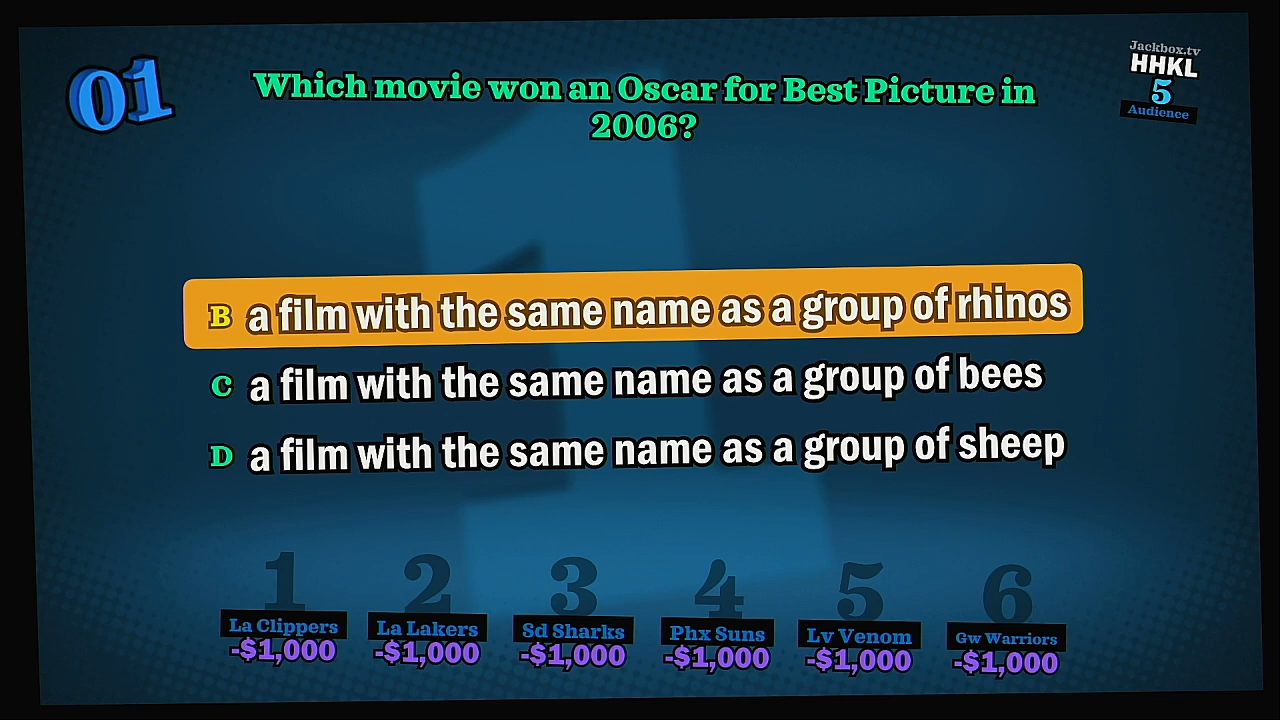 01
Which movie won an Oscar for Best Picture in
2006?
Jackbox.tv
HHKL
5
Audience
1
B a film with the same name as a group of rhinos
C a film with the same name as a group of bees
D a film with the same name as a group of sheep
1 2 3 4 5 6
La Clippers La Lakers Sd Sharks Phx Suns Lv Venom Gw Warriors
-$1,000 -$1,000 -$1,000 -$1,000 -$1,000 -$1,000